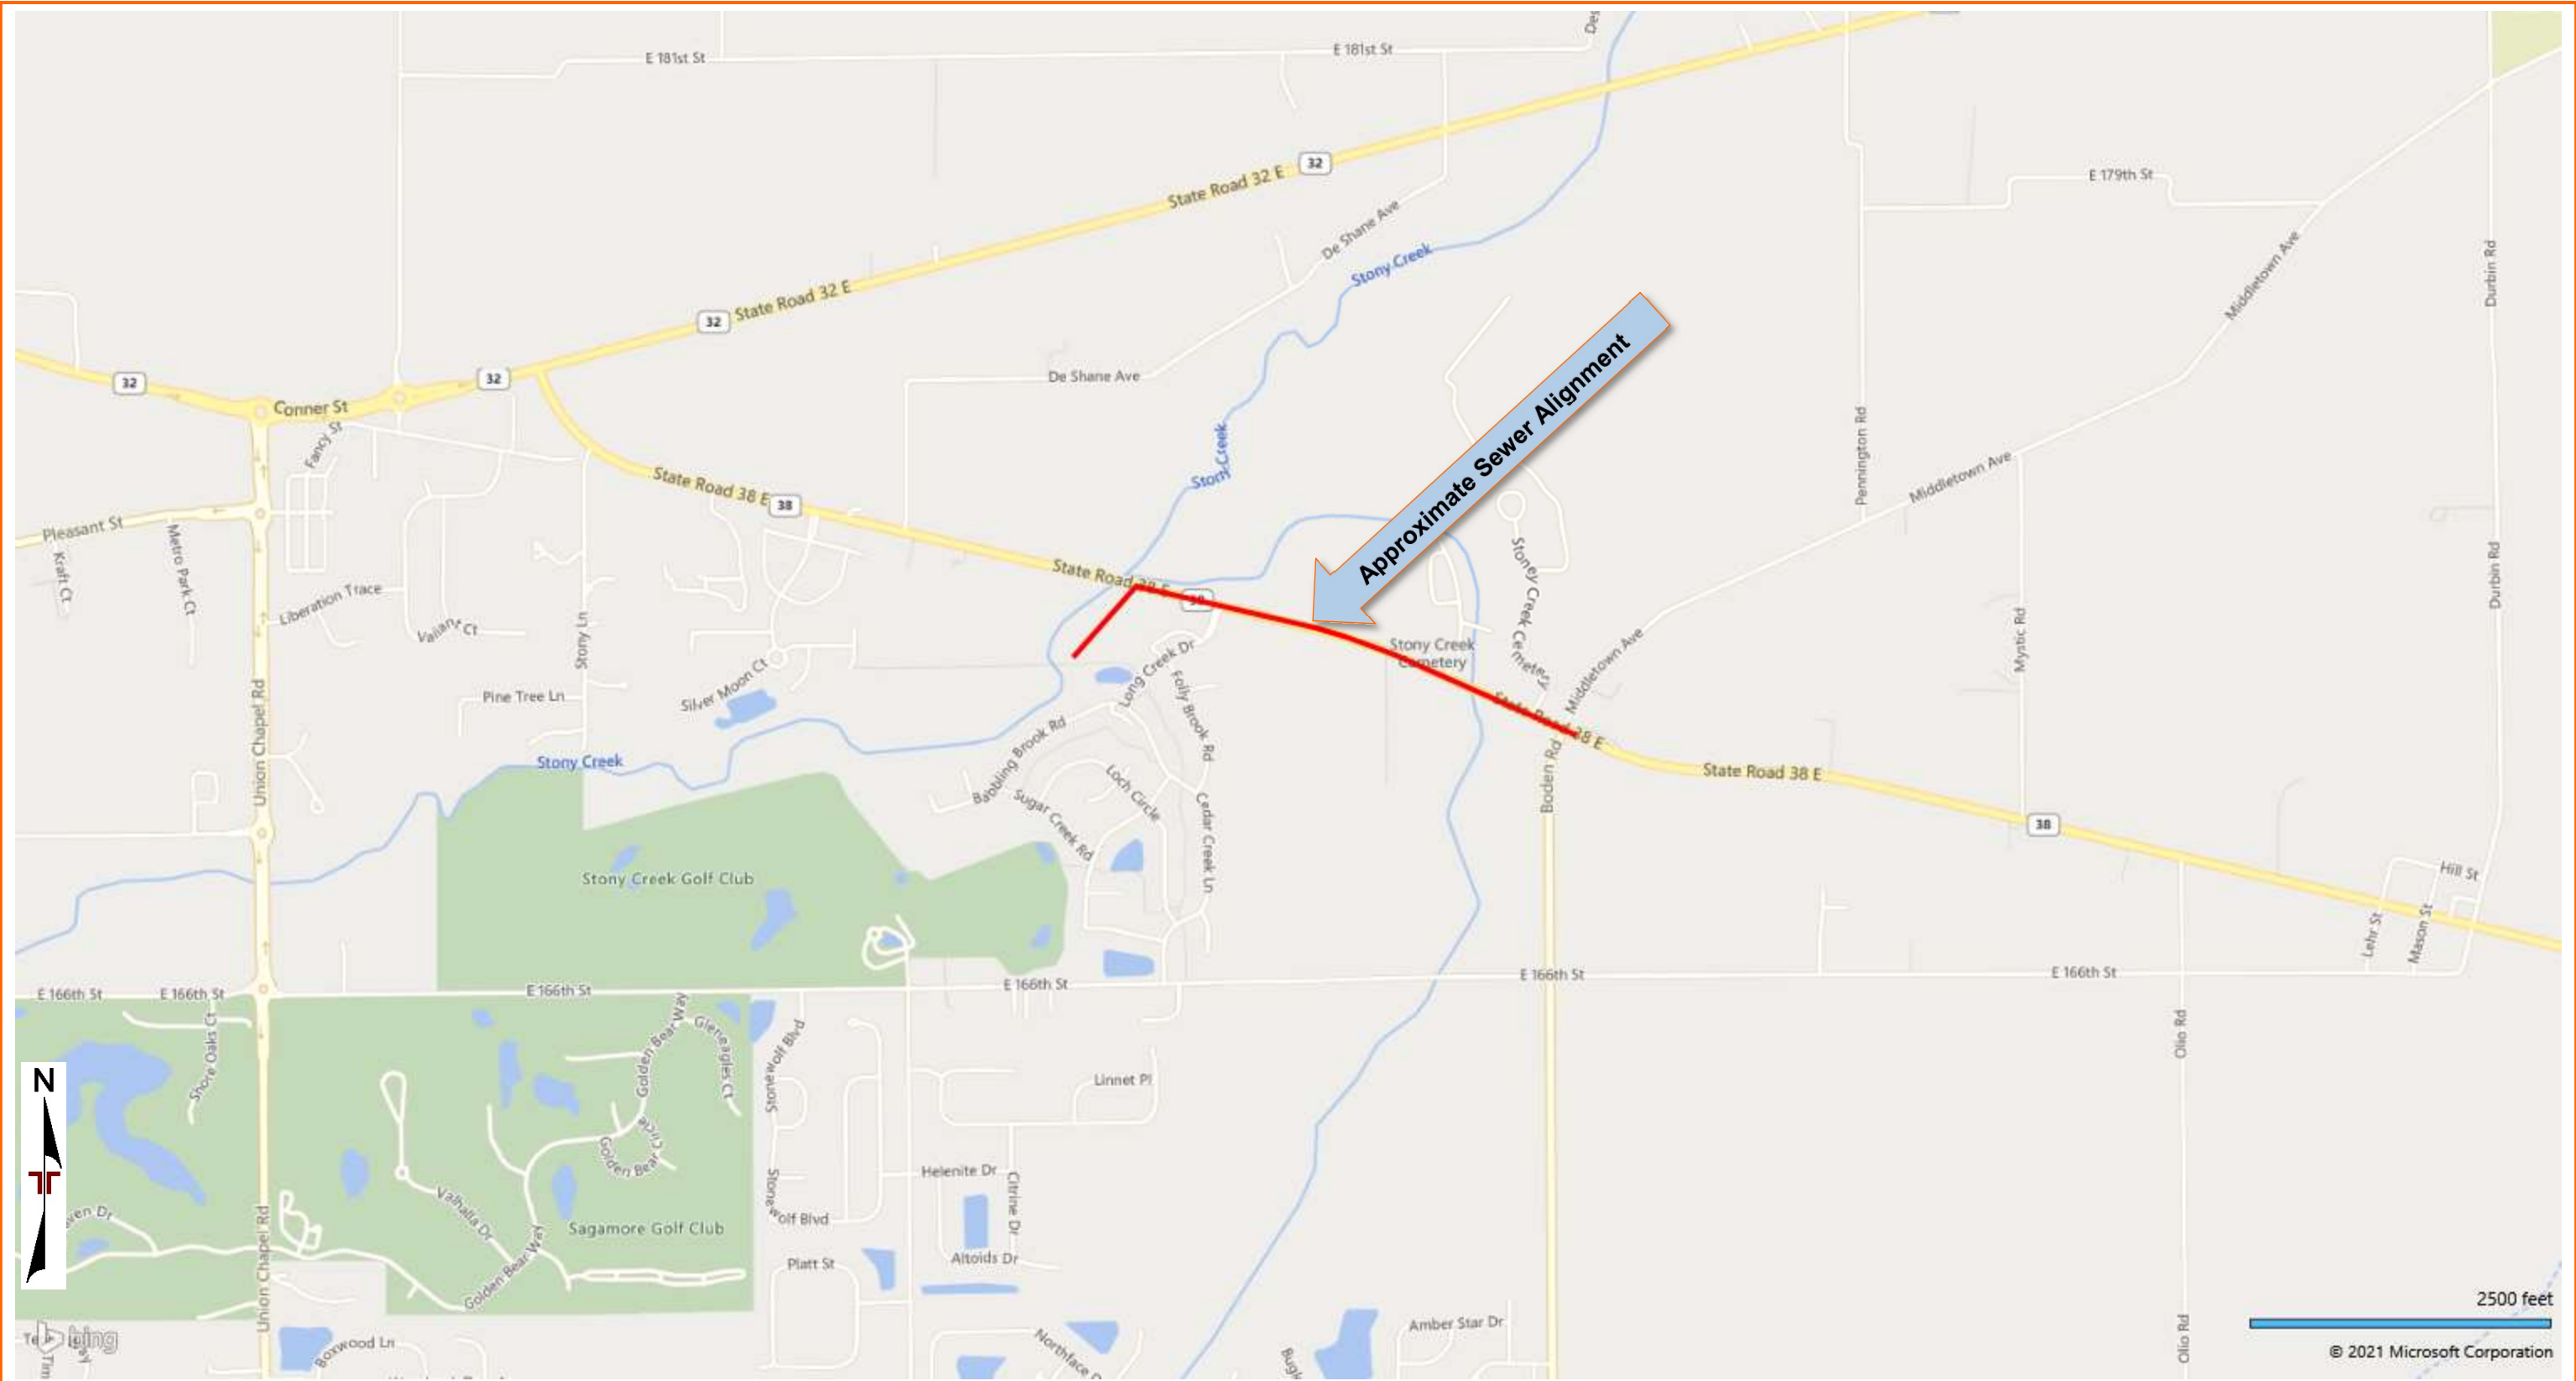 E 181st St
E 181st St
32
State Road 32 E
E 179th St
De Shane Ave
Stony Creek
Middletown Ave
Durbin Rd
State Road 32 E
32
Approximate Sewer Alignment
De Shane Ave
32
32
Conner St
Fancy St
Stony Creek
Pennington Rd
Middletown Ave
State Road 38 E
38
Pleasant St
Metro Park Ct
Kraft Ct
Stoney Creek Cemetery
Durbin Rd
State Road 38 E
38
Liberation Trace
Valiant Ct
Stony Ln
Stony Creek
Cemetery
Mystic Rd
Middletown Ave
Long Creek Dr
Folly Brook Rd
Silver Moon Ct
Pine Tree Ln
Union Chapel Rd
State Road 38 E
Babbling Brook Rd
Boden Rd
Stony Creek
State Road 38 E
Loch Circle
Sugar Creek Rd
Cedar Creek Ln
38
Stony Creek Golf Club
Hill St
Lehr St
Mason St
E 166th St
E 166th St
E 166th St
E 166th St
E 166th St
E 166th St
Shore Oaks Ct
Golden Bear Way
Gleneagles Ct
Stonewolf Blvd
Olio Rd
N
Linnet Pl
Golden Bear Circle
Helenite Dr
Citrine Dr
Valhalla Dr
Stonewolf Blvd
Sagamore Golf Club
Golden Bear Way
Union Chapel Rd
Platt St
Altoids Dr
2500 feet
Amber Star Dr
Olio Rd
bing
Boxwood Ln
Northface
© 2021 Microsoft Corporation